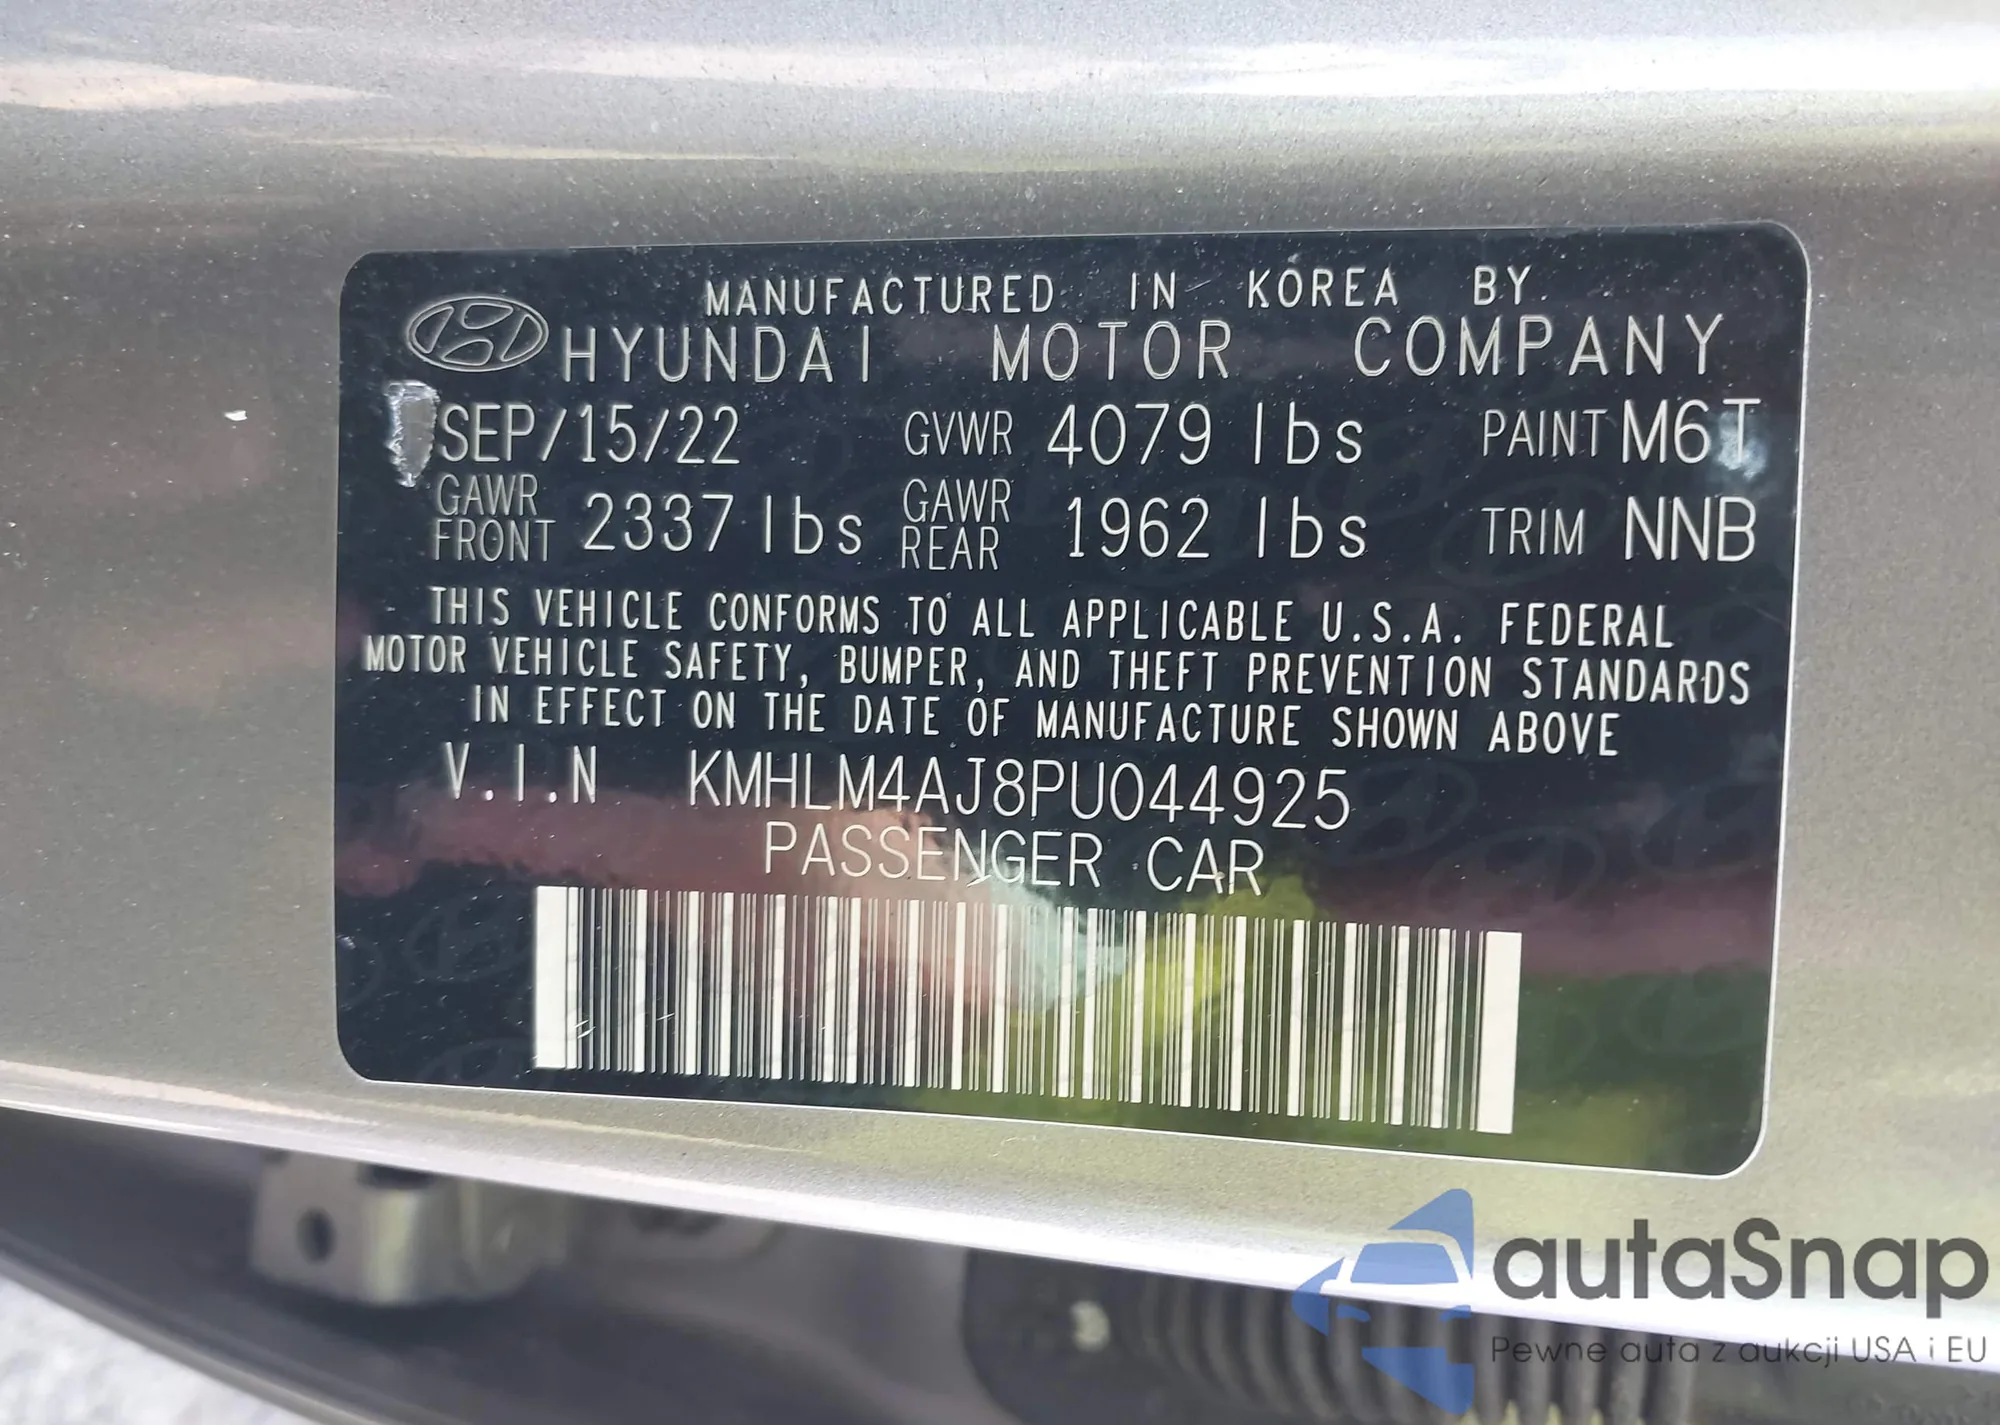 MANUFACTURED IN KOREA BY
HYUNDAI MOTOR COMPANY
SEP/15/22 GVWR 4079 lbs PAINT M6T
GAWR FRONT 2337 lbs GAWR REAR 1962 lbs TRIM NNB
THIS VEHICLE CONFORMS TO ALL APPLICABLE U.S.A. FEDERAL
MOTOR VEHICLE SAFETY, BUMPER, AND THEFT PREVENTION STANDARDS
IN EFFECT ON THE DATE OF MANUFACTURE SHOWN ABOVE
V.I.N KMHLM4AJ8PU044925
PASSENGER CAR
autaSnap
Pewne auta z aukcji USA i EU